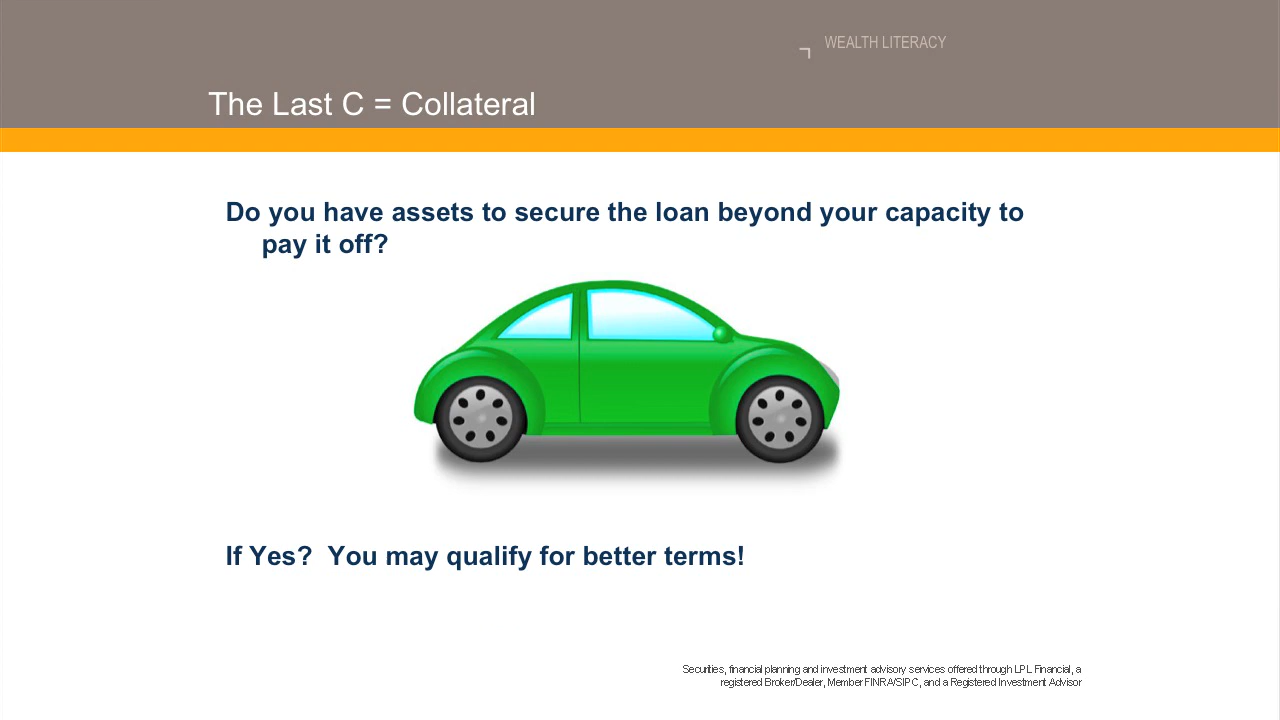 WEALTH LITERACY
The Last C = Collateral
Do you have assets to secure the loan beyond your capacity to
pay it off?
If Yes?  You may qualify for better terms!
Securities, financial planning and investment advisory services offered through LPL Financial, a
registered Broker/Dealer, Member FINRA/SIPC, and a Registered Investment Advisor